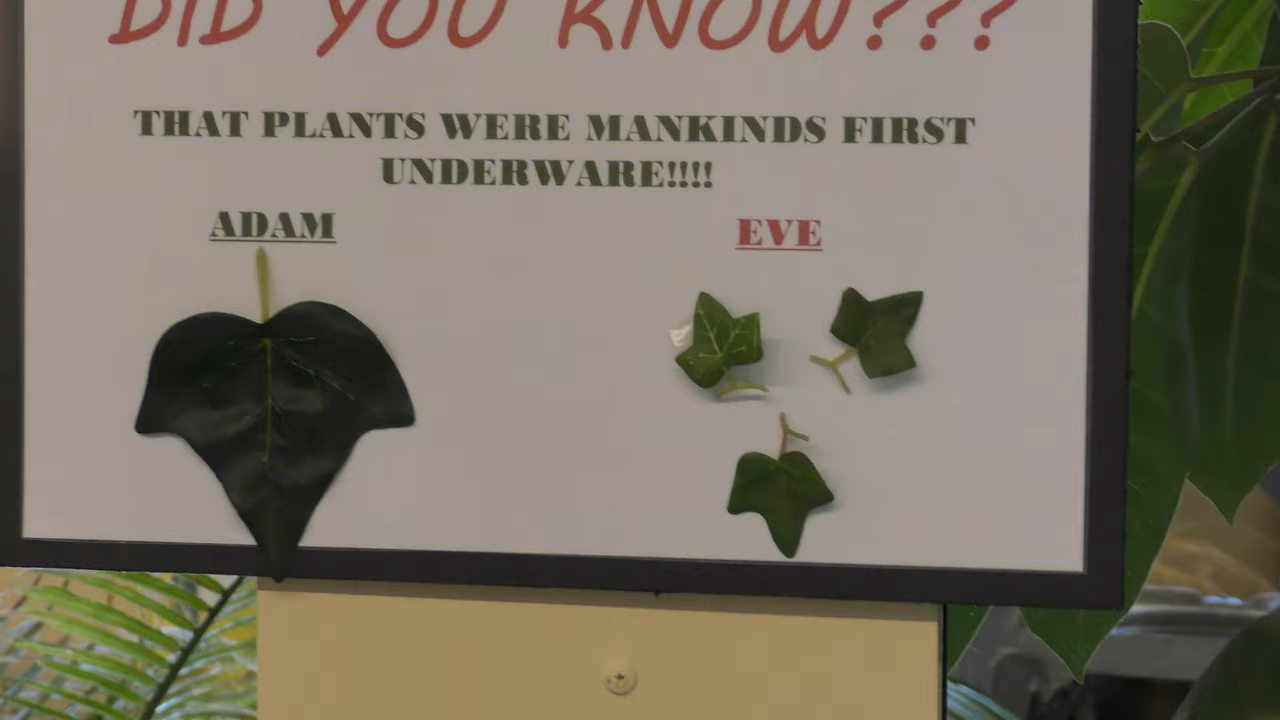 DID YOU KNOW???
THAT PLANTS WERE MANKINDS FIRST
UNDERWARE!!!!
ADAM
EVE